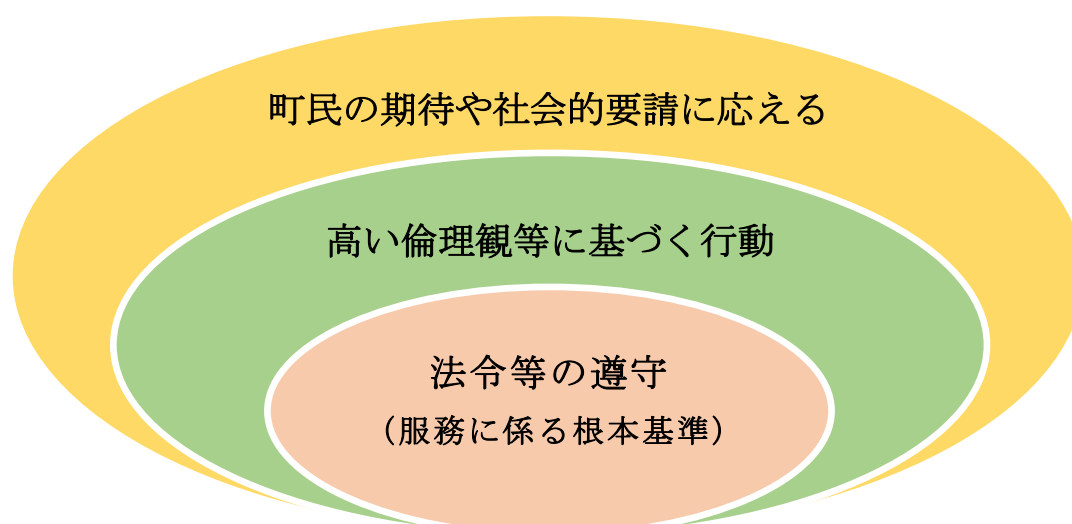 町民の期待や社会的要請に応える
高い倫理観等に基づく行動
法令等の遵守
（服務に係る根本基準）